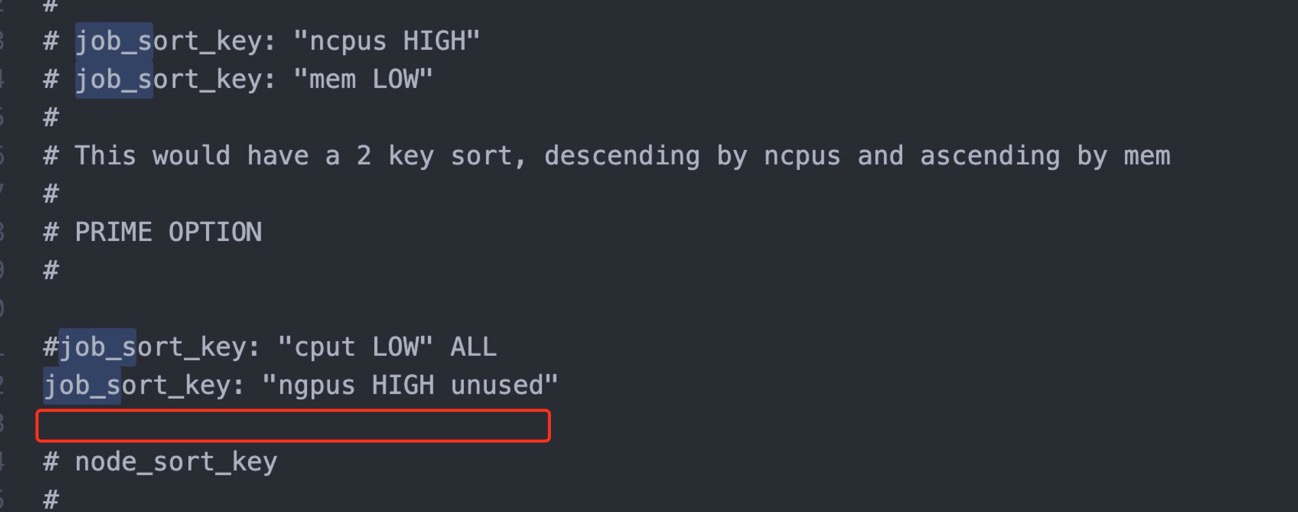 #
# job_sort_key: "ncpus HIGH"
# job_sort_key: "mem LOW"
#
# This would have a 2 key sort, descending by ncpus and ascending by mem
#
# PRIME OPTION
#
#job_sort_key: "cput LOW" ALL
job_sort_key: "ngpus HIGH unused"
# node_sort_key
#